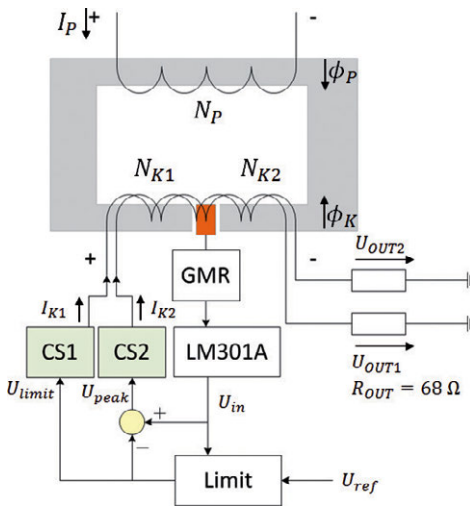 I_P + -
ϕ_P
N_P
N_K1 N_K2
ϕ_K
+ -
GMR
U_OUT2
I_K1 I_K2
CS1 CS2 LM301A
U_OUT1
R_OUT = 68 Ω
U_limit U_peak U_in
+
−
Limit U_ref